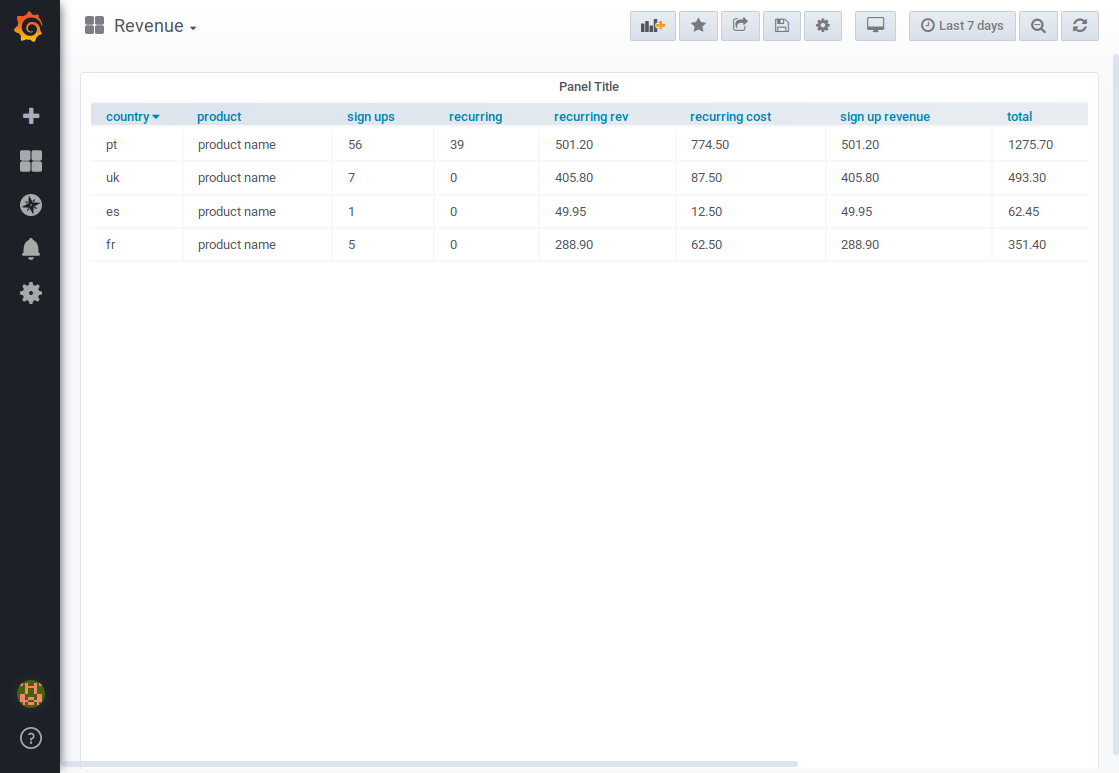 Revenue
Last 7 days
Panel Title
country product sign ups recurring recurring rev recurring cost sign up revenue total
pt product name 56 39 501.20 774.50 501.20 1275.70
uk product name 7 0 405.80 87.50 405.80 493.30
es product name 1 0 49.95 12.50 49.95 62.45
fr product name 5 0 288.90 62.50 288.90 351.40
?